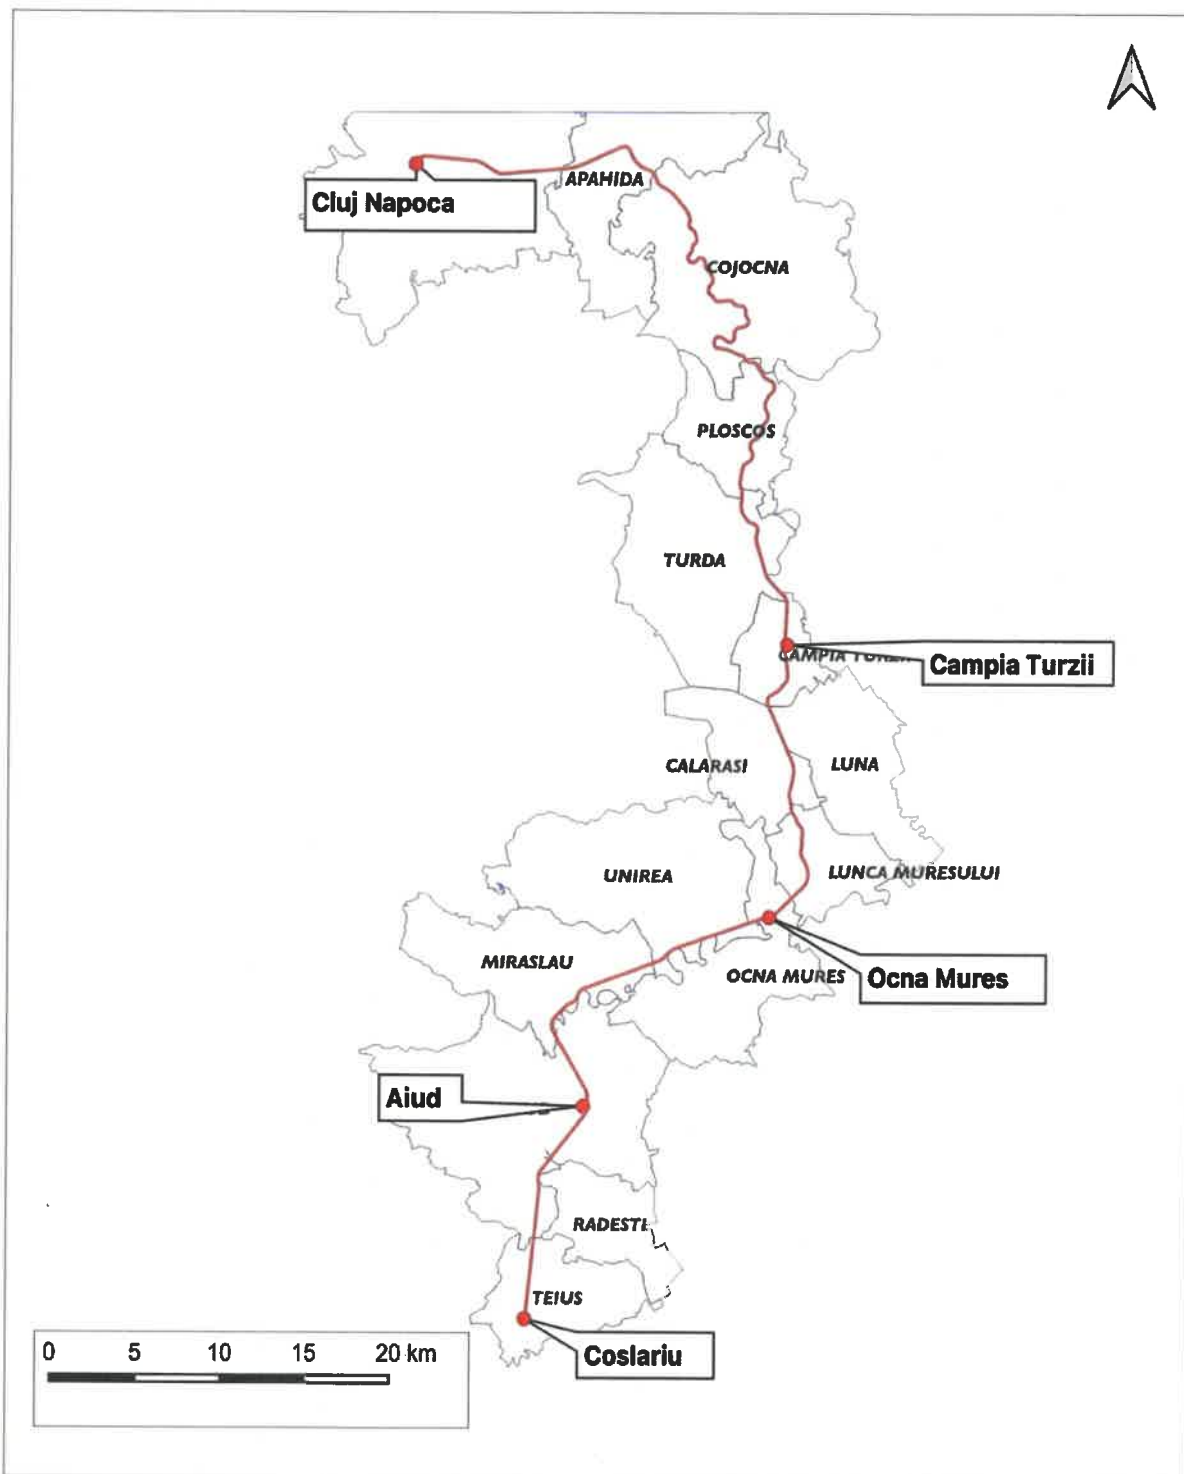 Cluj Napoca
APAHIDA
COJOCNA
PLOSCOS
TURDA
CAMPIA
Campia Turzii
CALARASI
LUNA
UNIREA
LUNCA MURESULUI
MIRASLAU
OCNA MURES
Ocna Mures
Aiud
RADESTI
TEIUS
Coslariu
0 5 10 15 20 km